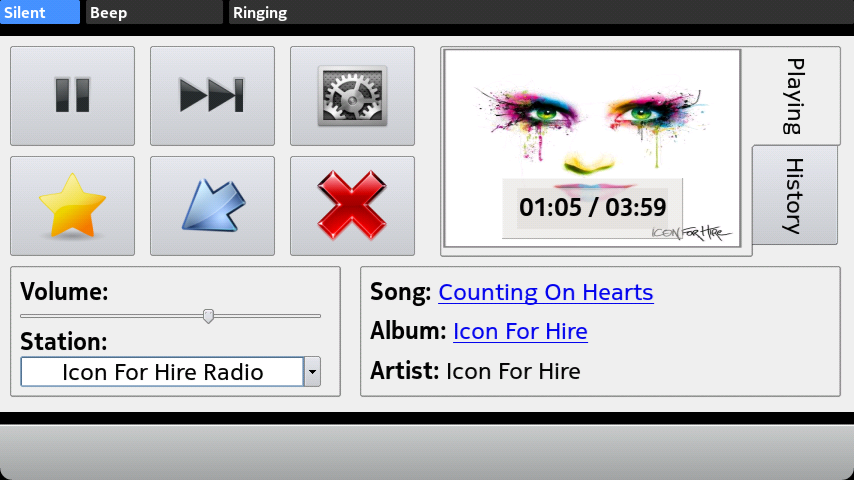 Silent
Beep
Ringing
Playing
History
01:05 / 03:59
ICON FOR HIRE
Volume:
Station:
Icon For Hire Radio
Song: Counting On Hearts
Album: Icon For Hire
Artist: Icon For Hire